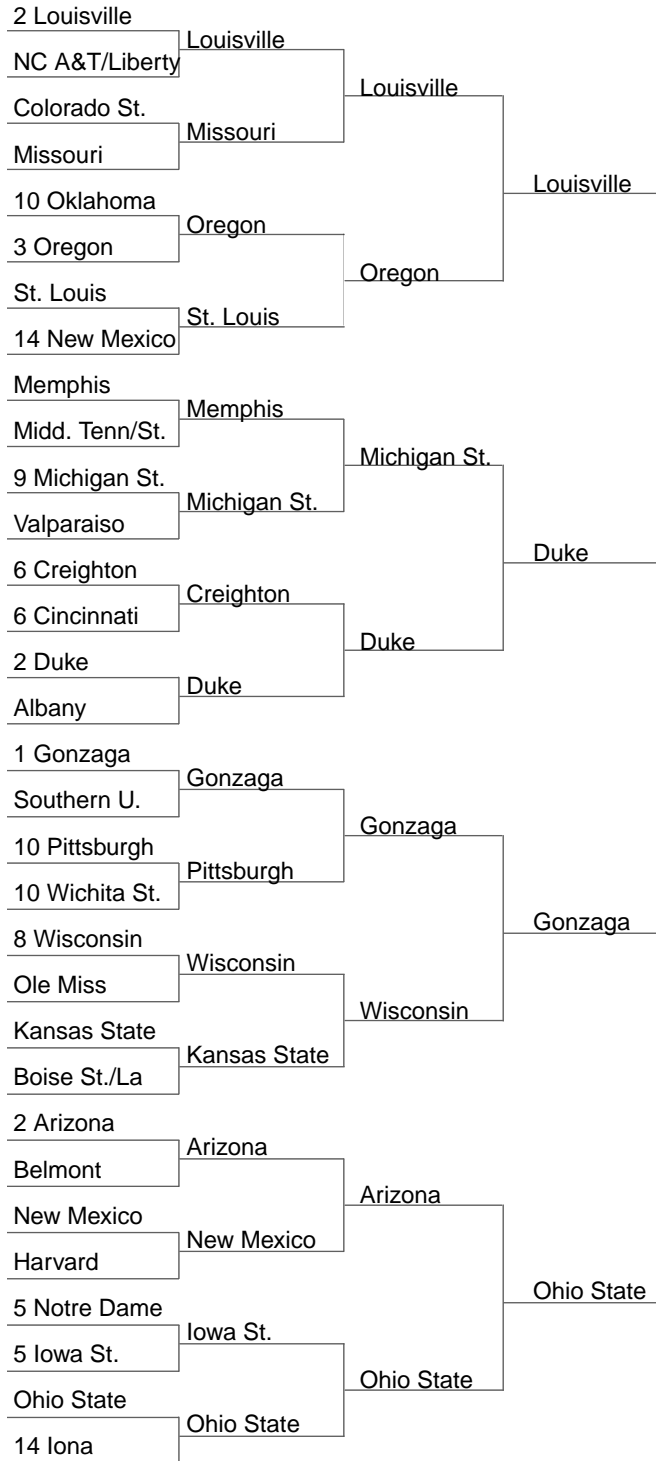 2 Louisville
NC A&T/Liberty
Colorado St.
Missouri
10 Oklahoma
3 Oregon
St. Louis
14 New Mexico
Memphis
Midd. Tenn/St.
9 Michigan St.
Valparaiso
6 Creighton
6 Cincinnati
2 Duke
Albany
1 Gonzaga
Southern U.
10 Pittsburgh
10 Wichita St.
8 Wisconsin
Ole Miss
Kansas State
Boise St./La
2 Arizona
Belmont
New Mexico
Harvard
5 Notre Dame
5 Iowa St.
Ohio State
14 Iona
Louisville
Missouri
Oregon
St. Louis
Memphis
Michigan St.
Creighton
Duke
Gonzaga
Pittsburgh
Wisconsin
Kansas State
Arizona
New Mexico
Iowa St.
Ohio State
Louisville
Oregon
Michigan St.
Duke
Gonzaga
Wisconsin
Arizona
Ohio State
Louisville
Duke
Gonzaga
Ohio State